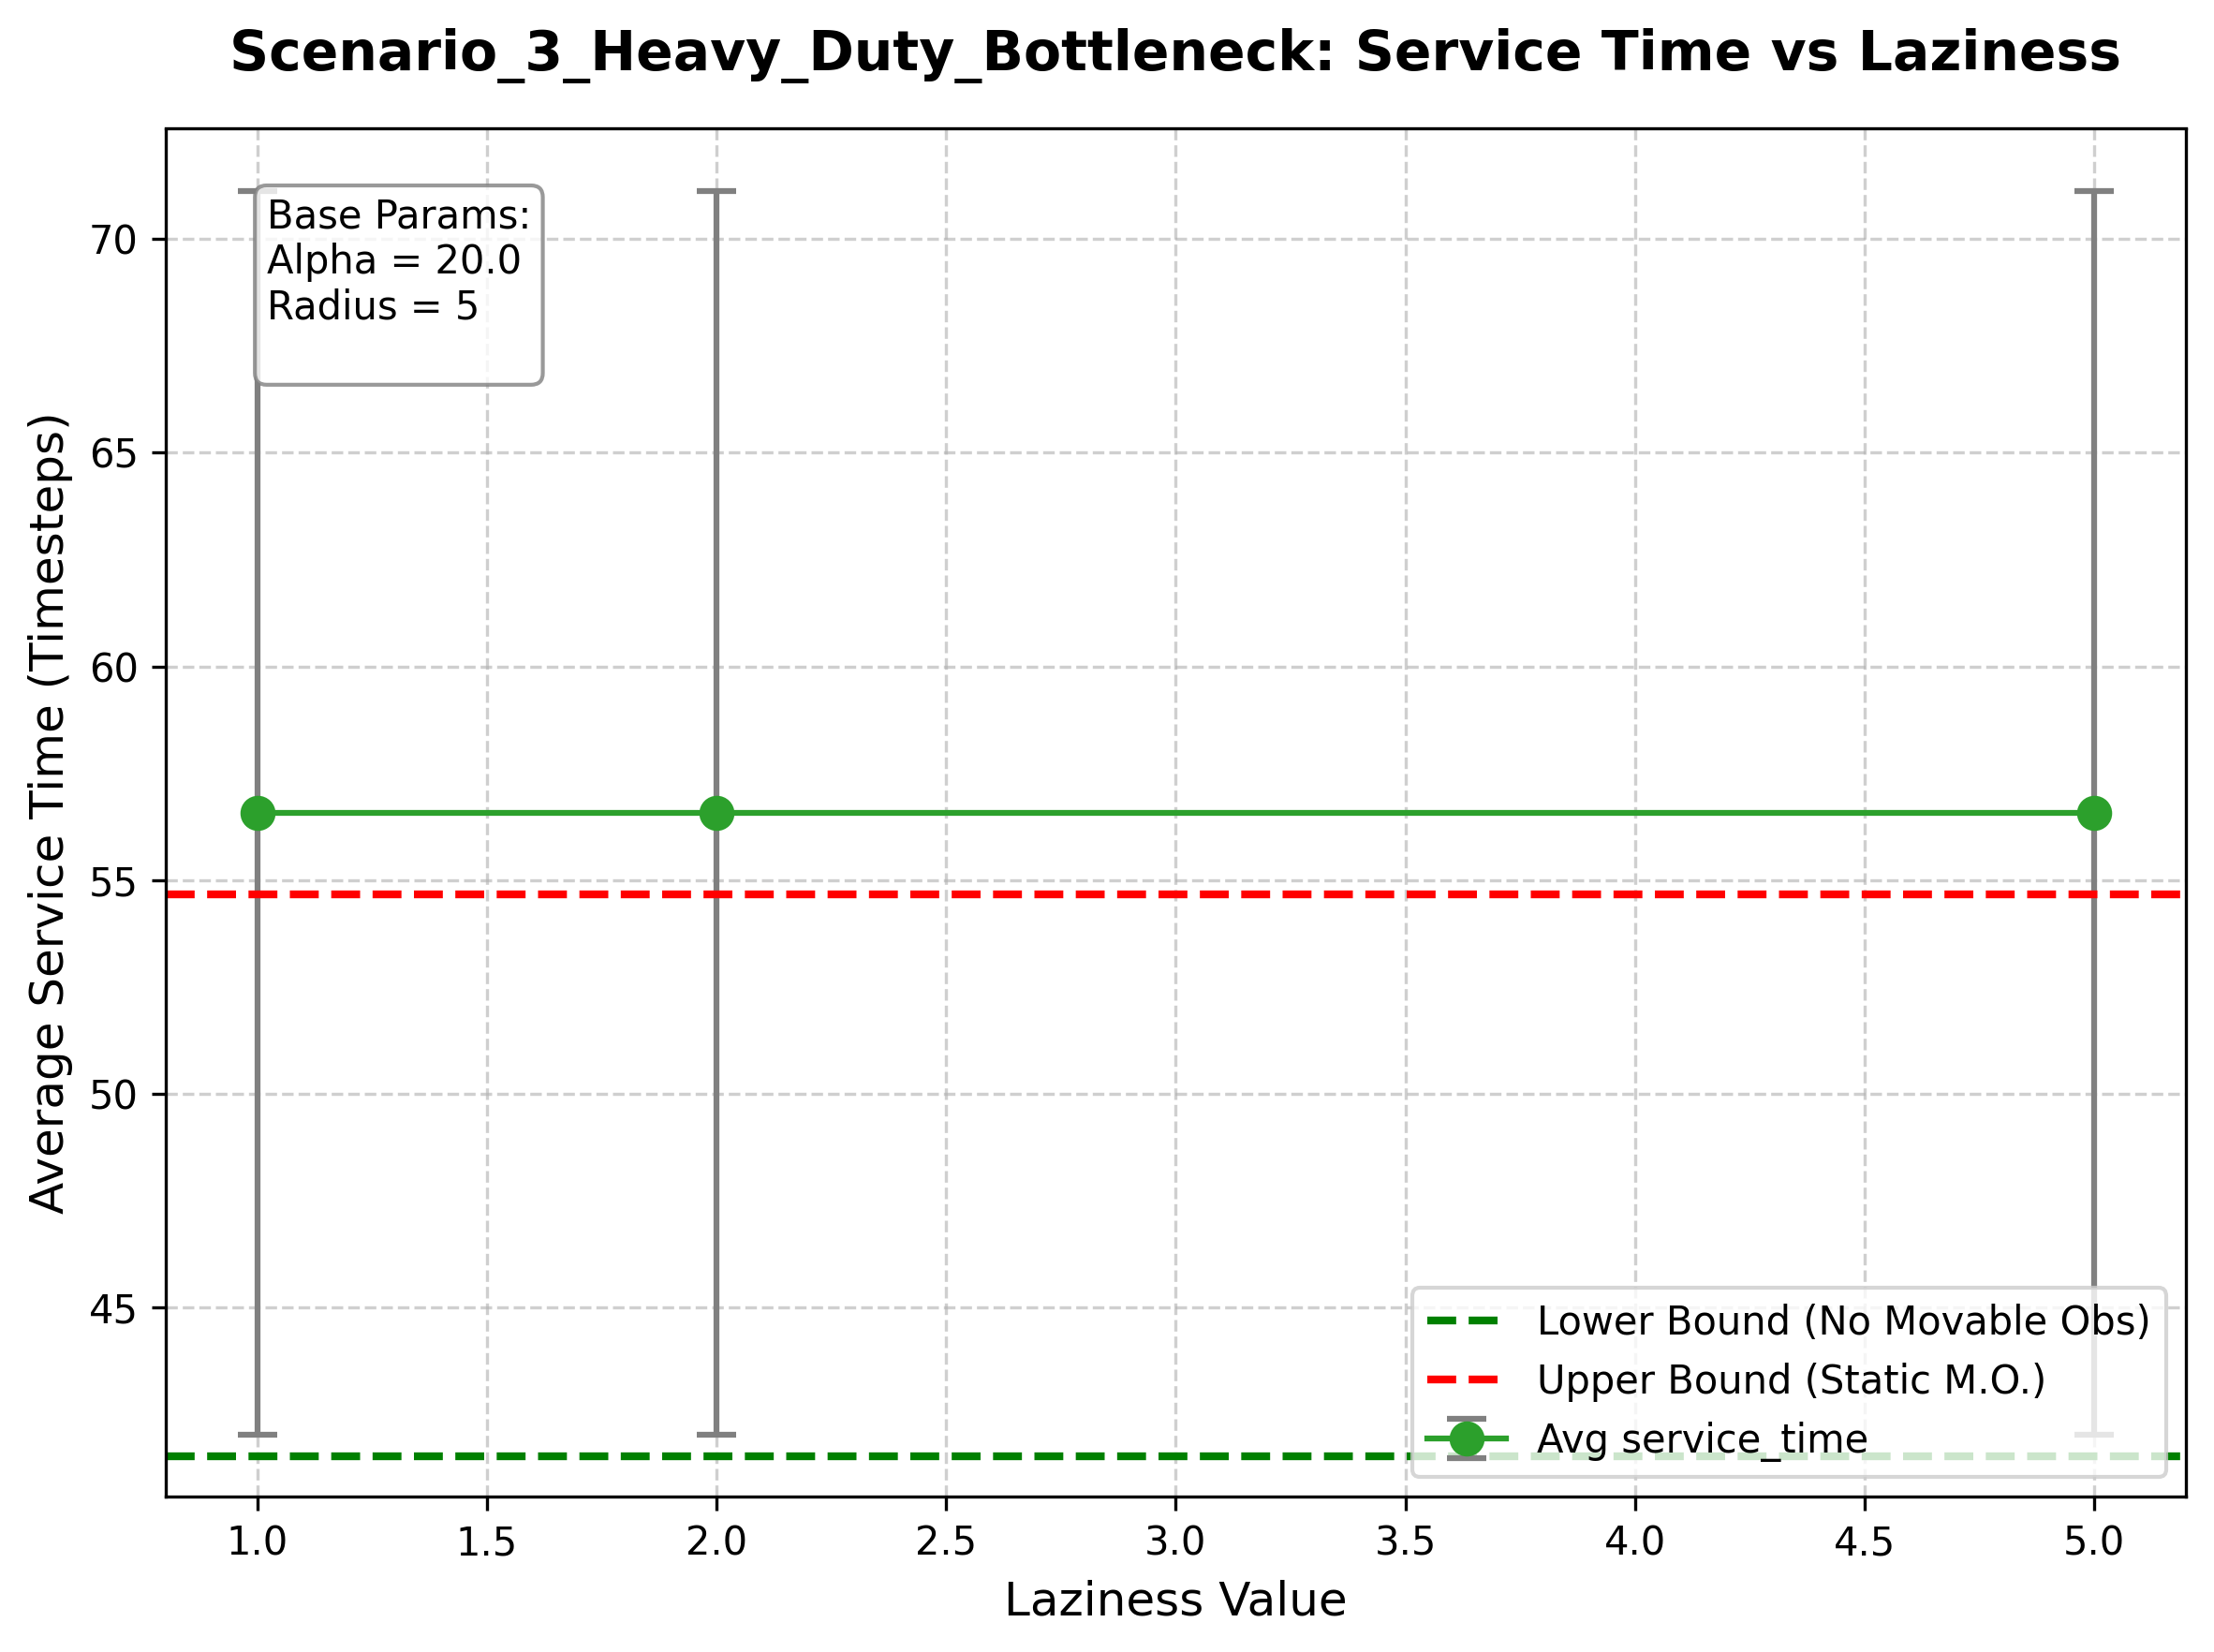 Scenario_3_Heavy_Duty_Bottleneck: Service Time vs Laziness
Base Params:
Alpha = 20.0
Radius = 5
Average Service Time (Timesteps)
70
65
60
55
50
45
Lower Bound (No Movable Obs)
Upper Bound (Static M.O.)
Avg service_time
1.0 1.5 2.0 2.5 3.0 3.5 4.0 4.5 5.0
Laziness Value